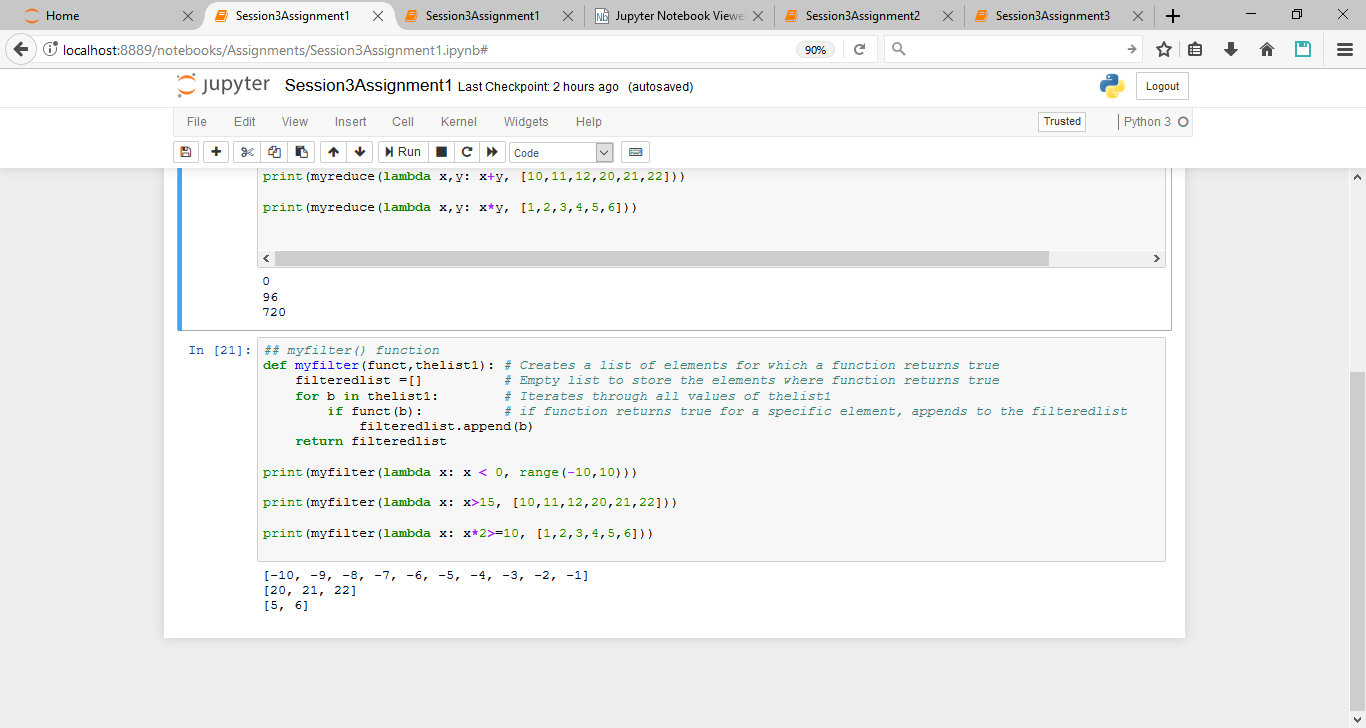 Home
Session3Assignment1
Session3Assignment1
Jupyter Notebook Viewe
Session3Assignment2
Session3Assignment3
localhost:8889/notebooks/Assignments/Session3Assignment1.ipynb#
90%
jupyter Session3Assignment1 Last Checkpoint: 2 hours ago (autosaved)
Logout
File Edit View Insert Cell Kernel Widgets Help
Trusted
Python 3
Run
Code
print(myreduce(lambda x,y: x+y, [10,11,12,20,21,22]))
print(myreduce(lambda x,y: x*y, [1,2,3,4,5,6]))
0
96
720
In [21]: ## myfilter() function
def myfilter(funct,thelist1): # Creates a list of elements for which a function returns true
    filteredlist =[]          # Empty list to store the elements where function returns true
    for b in thelist1:        # Iterates through all values of thelist1
        if funct(b):          # if function returns true for a specific element, appends to the filteredlist
            filteredlist.append(b)
    return filteredlist
print(myfilter(lambda x: x < 0, range(-10,10)))
print(myfilter(lambda x: x>15, [10,11,12,20,21,22]))
print(myfilter(lambda x: x*2>=10, [1,2,3,4,5,6]))
[-10, -9, -8, -7, -6, -5, -4, -3, -2, -1]
[20, 21, 22]
[5, 6]